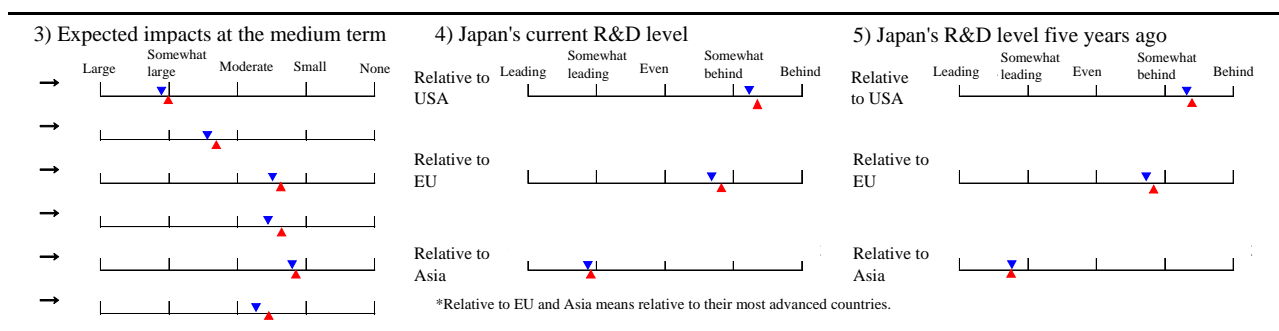 3) Expected impacts at the medium term
Large
Somewhat
large
Moderate
Small
None
→
→
→
→
→
→
4) Japan's current R&D level
Relative to
USA
Leading
Somewhat
leading
Even
Somewhat
behind
Behind
Relative to
EU
Relative to
Asia
5) Japan's R&D level five years ago
Relative
to USA
Leading
Somewhat
leading
Even
Somewhat
behind
Behind
Relative to
EU
Relative to
Asia
*Relative to EU and Asia means relative to their most advanced countries.